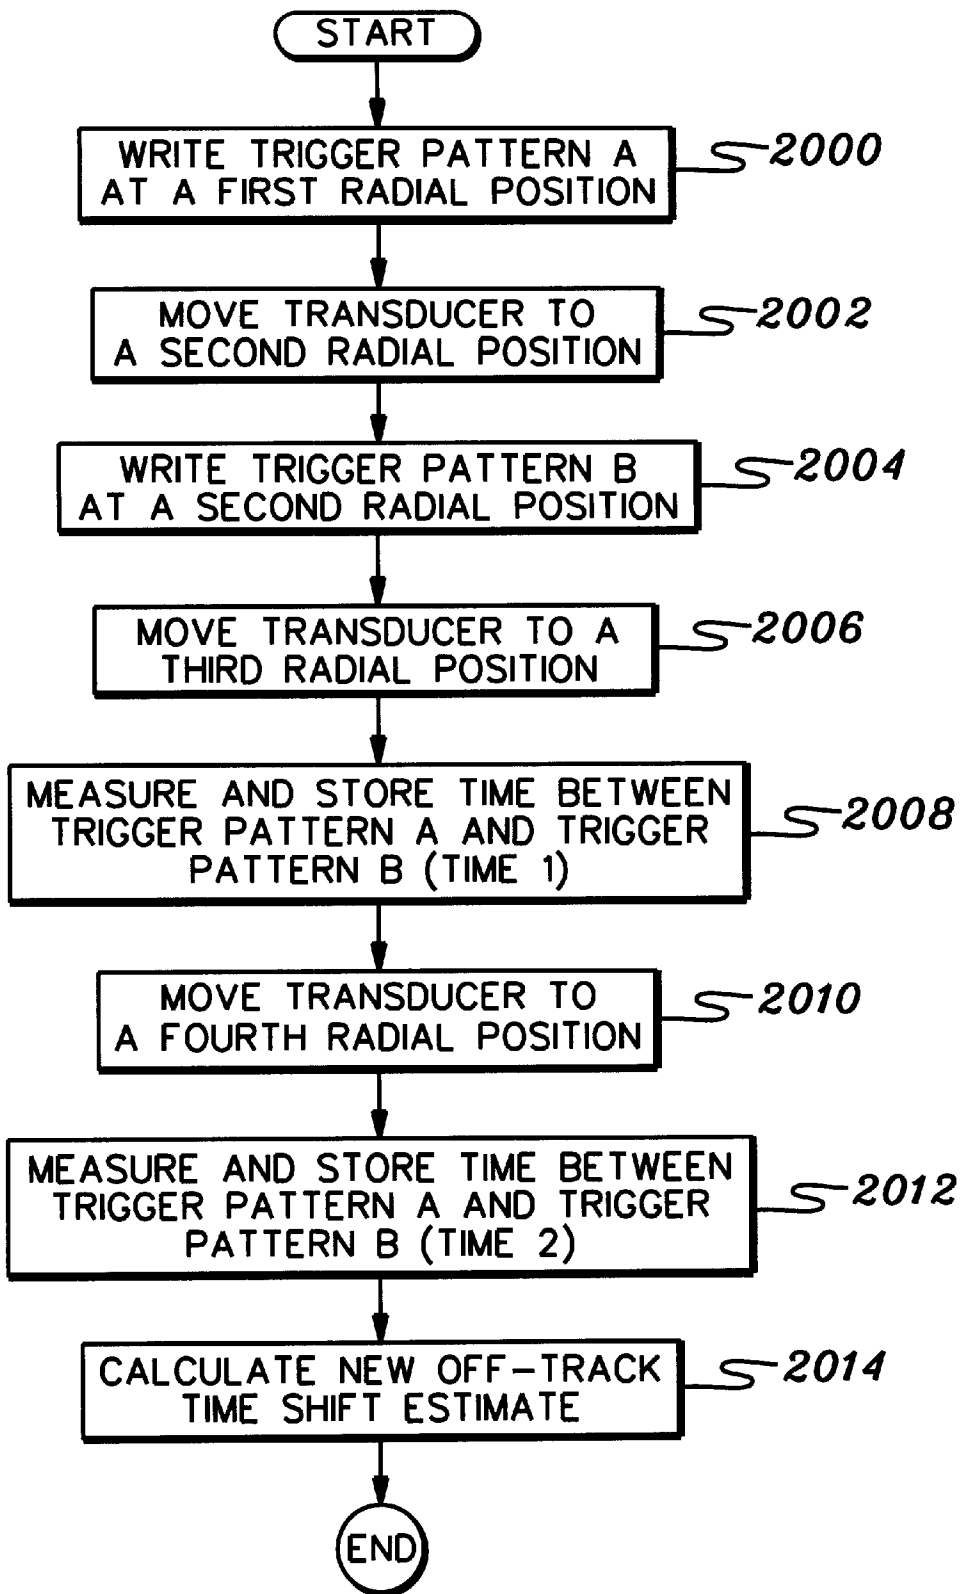 START
WRITE TRIGGER PATTERN A
AT A FIRST RADIAL POSITION
2000
MOVE TRANSDUCER TO
A SECOND RADIAL POSITION
2002
WRITE TRIGGER PATTERN B
AT A SECOND RADIAL POSITION
2004
MOVE TRANSDUCER TO A
THIRD RADIAL POSITION
2006
MEASURE AND STORE TIME BETWEEN
TRIGGER PATTERN A AND TRIGGER
PATTERN B (TIME 1)
2008
MOVE TRANSDUCER TO
A FOURTH RADIAL POSITION
2010
MEASURE AND STORE TIME BETWEEN
TRIGGER PATTERN A AND TRIGGER
PATTERN B (TIME 2)
2012
CALCULATE NEW OFF-TRACK
TIME SHIFT ESTIMATE
2014
END